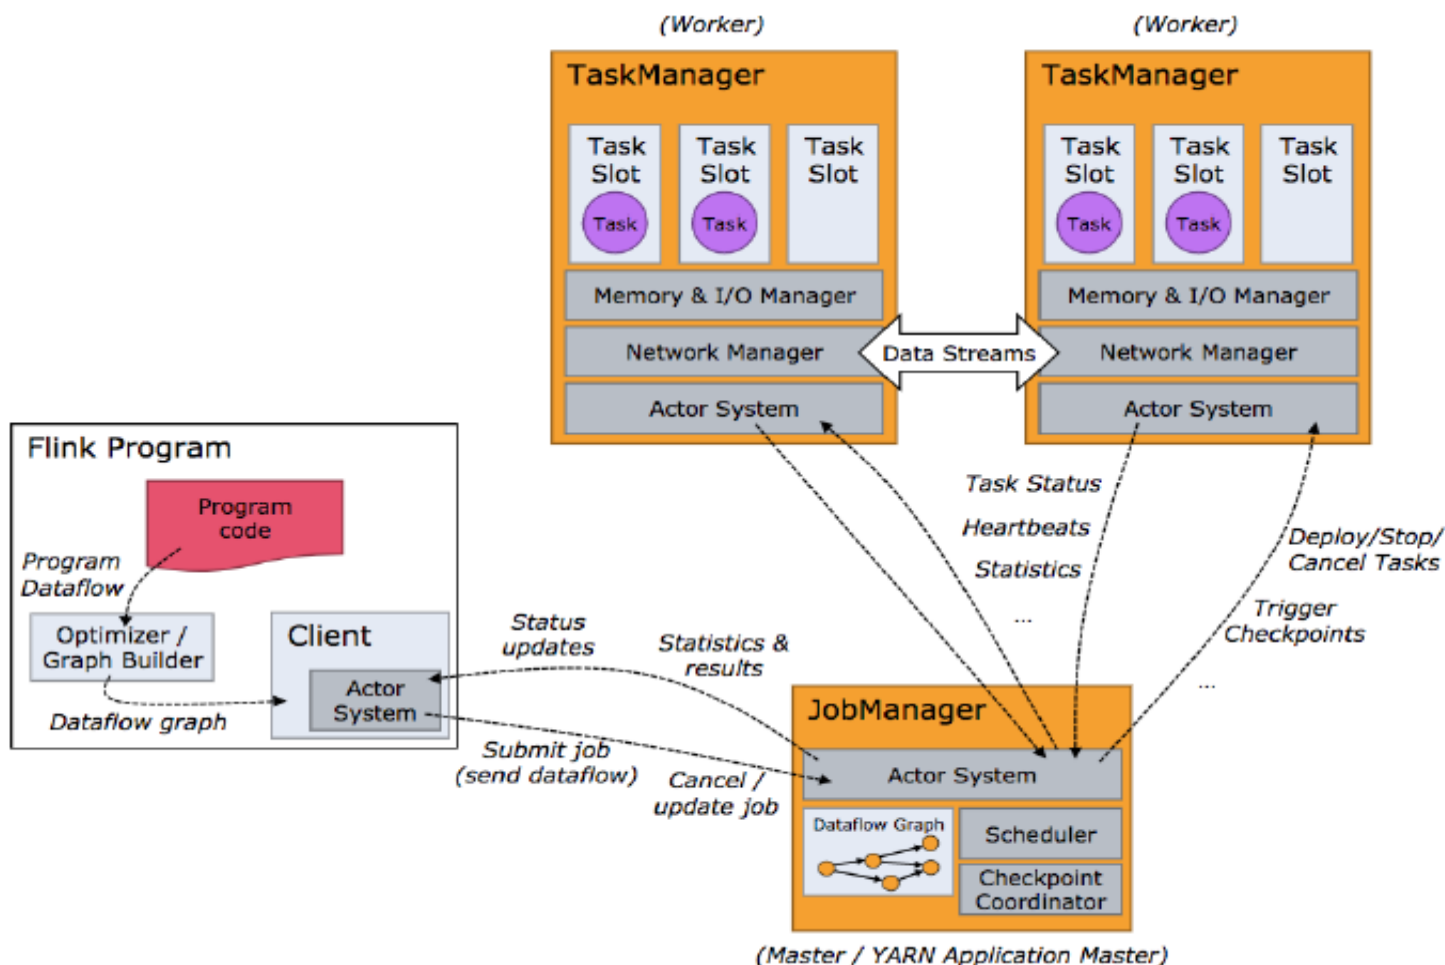 (Worker)
TaskManager
Task
Slot
Task
Task
Slot
Task
Task
Slot
Memory & I/O Manager
Network Manager
Actor System
(Worker)
TaskManager
Task
Slot
Task
Task
Slot
Task
Task
Slot
Memory & I/O Manager
Network Manager
Actor System
Data Streams
Flink Program
Program
code
Program
Dataflow
Optimizer /
Graph Builder
Dataflow graph
Client
Actor
System
Status
updates
Statistics &
results
Submit job
(send dataflow)
Cancel /
update job
Task Status
Heartbeats
Statistics
...
Deploy/Stop/
Cancel Tasks
Trigger
Checkpoints
...
JobManager
Actor System
Dataflow Graph
Scheduler
Checkpoint
Coordinator
(Master / YARN Application Master)